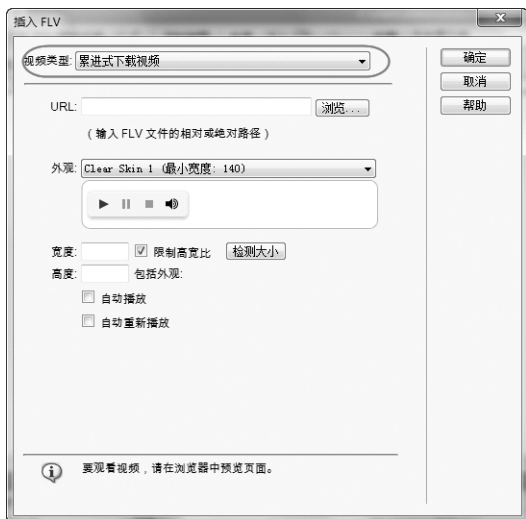 插入 FLV
视频类型: 累进式下载视频
确定
取消
帮助
URL: 浏览...
(输入 FLV 文件的相对或绝对路径)
外观: Clear Skin 1 (最小宽度: 140)
宽度: 限制高宽比 检测大小
高度: 包括外观:
自动播放
自动重新播放
要观看视频，请在浏览器中预览页面。